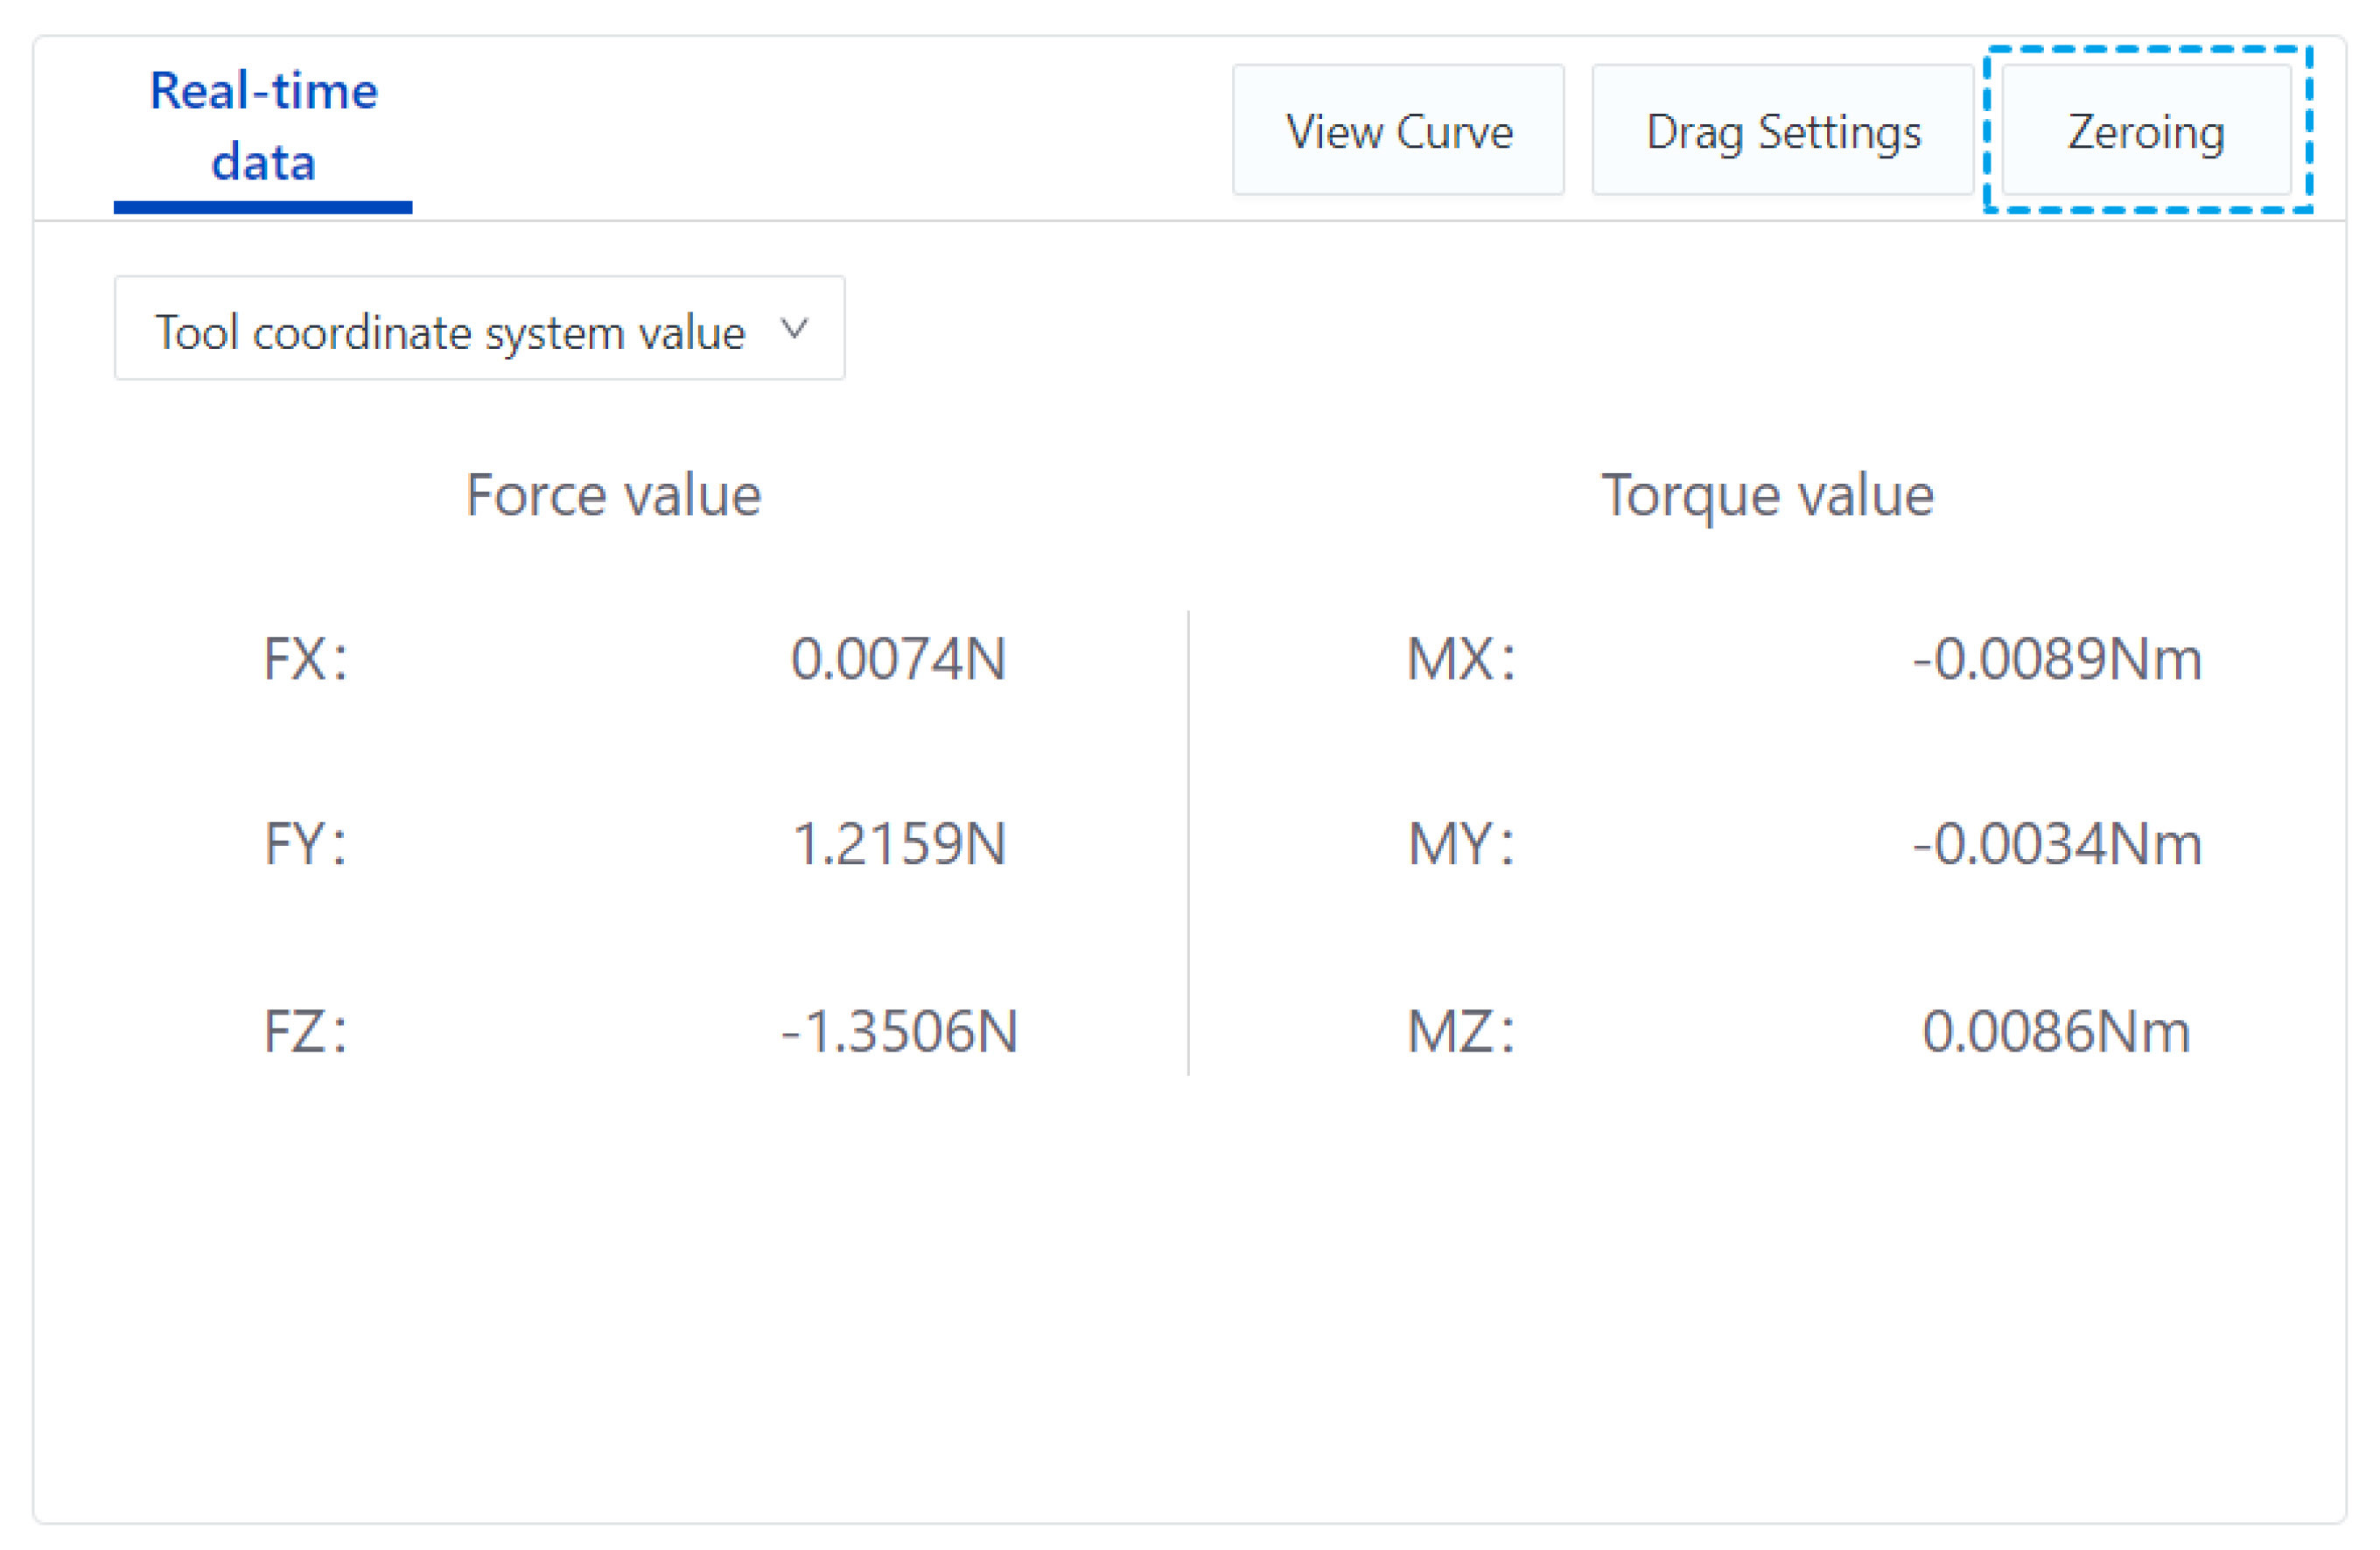 Real-time
data
View Curve
Drag Settings
Zeroing
Tool coordinate system value
Force value
Torque value
FX: 0.0074N
MX: -0.0089Nm
FY: 1.2159N
MY: -0.0034Nm
FZ: -1.3506N
MZ: 0.0086Nm